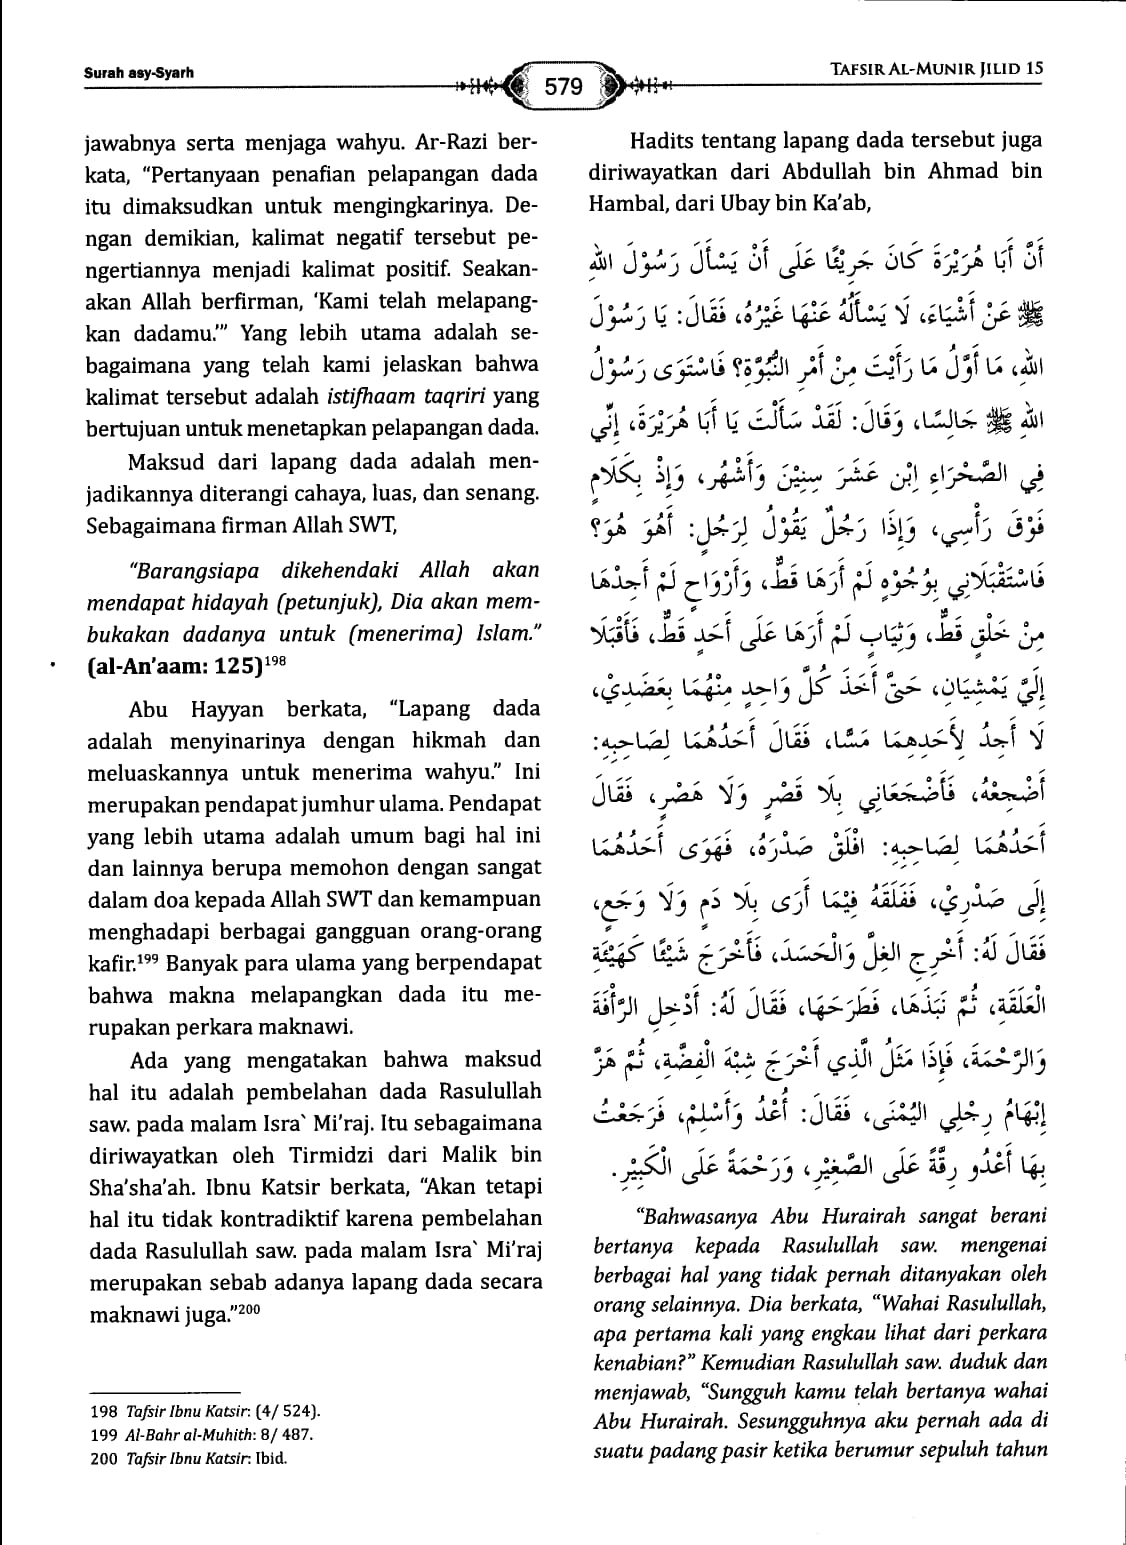 Surah asy-Syarh
579
TAFSIR AL-MUNIR JILID 15
jawabnya serta menjaga wahyu. Ar-Razi ber-
kata, “Pertanyaan penafian pelapangan dada
itu dimaksudkan untuk mengingkarinya. De-
ngan demikian, kalimat negatif tersebut pe-
ngertiannya menjadi kalimat positif. Seakan-
akan Allah berfirman, ‘Kami telah melapang-
kan dadamu.’” Yang lebih utama adalah se-
bagaimana yang telah kami jelaskan bahwa
kalimat tersebut adalah istifhaam taqriri yang
bertujuan untuk menetapkan pelapangan dada.
Maksud dari lapang dada adalah men-
jadikannya diterangi cahaya, luas, dan senang.
Sebagaimana firman Allah SWT,
“Barangsiapa dikehendaki Allah akan
mendapat hidayah (petunjuk), Dia akan mem-
bukakan dadanya untuk (menerima) Islam.”
(al-An’aam: 125)198
Abu Hayyan berkata, “Lapang dada
adalah menyinarinya dengan hikmah dan
meluaskannya untuk menerima wahyu.” Ini
merupakan pendapat jumhur ulama. Pendapat
yang lebih utama adalah umum bagi hal ini
dan lainnya berupa memohon dengan sangat
dalam doa kepada Allah SWT dan kemampuan
menghadapi berbagai gangguan orang-orang
kafir.199 Banyak para ulama yang berpendapat
bahwa makna melapangkan dada itu me-
rupakan perkara maknawi.
Ada yang mengatakan bahwa maksud
hal itu adalah pembelahan dada Rasulullah
saw. pada malam Isra` Mi’raj. Itu sebagaimana
diriwayatkan oleh Tirmidzi dari Malik bin
Sha’sha’ah. Ibnu Katsir berkata, “Akan tetapi
hal itu tidak kontradiktif karena pembelahan
dada Rasulullah saw. pada malam Isra` Mi’raj
merupakan sebab adanya lapang dada secara
maknawi juga.”200
198 Tafsir Ibnu Katsir: (4/ 524).
199 Al-Bahr al-Muhith: 8/ 487.
200 Tafsir Ibnu Katsir: Ibid.
Hadits tentang lapang dada tersebut juga
diriwayatkan dari Abdullah bin Ahmad bin
Hambal, dari Ubay bin Ka’ab,
أَنَّ أَبَا هُرَيْرَةَ كَانَ جَرِيْئًا عَلَى أَنْ يَسْأَلَ رَسُوْلَ اللهِ
ﷺ عَنْ أَشْيَاءَ، لَا يَسْأَلُهُ عَنْهَا غَيْرُهُ، فَقَالَ: يَا رَسُوْلَ
اللهِ، مَا أَوَّلُ مَا رَأَيْتَ مِنْ أَمْرِ النُّبُوَّةِ؟ فَاسْتَوَى رَسُوْلُ
اللهِ ﷺ جَالِسًا، وَقَالَ: لَقَدْ سَأَلْتَ يَا أَبَا هُرَيْرَةَ، إِنِّي
فِي الصَّحْرَاءِ اِبْن عَشَرَ سِنِيْنَ وَأَشْهُر، وَإِذْ بِكَلَامٍ
فَوْقَ رَأْسِي، وَإِذَا رَجُلٌ يَقُوْلُ لِرَجُلٍ: أَهُوَ هُوَ؟
فَاسْتَقْبَلَانِي بِوُجُوْهٍ لَمْ أَرَهَا قَطُّ، وَأَرْوَاحٍ لَمْ أَجِدْهَا
مِنْ خَلْقٍ قَطُّ، وَثِيَابٍ لَمْ أَرَهَا عَلَى أَحَدٍ قَطُّ، فَأَقْبَلَا
إِلَيَّ يَمْشِيَانِ، حَتَّى أَخَذَ كُلُّ وَاحِدٍ مِنْهُمَا بِعَضَدِيْ،
لَا أَجِدُ لِأَحَدِهِمَا مَسًّا، فَقَالَ أَحَدُهُمَا لِصَاحِبِهِ:
أَضْجِعْهُ، فَأَضْجَعَانِي بِلَا قَصْرٍ وَلَا هَصْرٍ، فَقَالَ
أَحَدُهُمَا لِصَاحِبِهِ: افْلَقْ صَدْرَهُ، فَهَوَى أَحَدُهُمَا
إِلَى صَدْرِيْ، فَفَلَقَهُ فِيْمَا أَرَى بِلَا دَمٍ وَلَا وَجَعٍ،
فَقَالَ لَهُ: أَخْرِجِ الغِلَّ وَالْحَسَدَ، فَأَخْرَجَ شَيْئًا كَهَيْئَةِ
الْعَلَقَةِ، ثُمَّ نَبَذَهَا، فَطَرَحَهَا، فَقَالَ لَهُ: أَدْخِلِ الرَّأْفَةَ
وَالرَّحْمَةَ، فَإِذَا مَثَلُ الَّذِي أَخْرَجَ شِبْهَ الْفِضَّةِ، ثُمَّ هَزَّ
إِبْهَامُ رِجْلِي اليُمْنَى، فَقَالَ: أُعْدُ وَأَسْلِمْ، فَرَجَعْتُ
بِهَا أَعْدُو رِقَّةً عَلَى الصَّغِيْرِ، وَرَحْمَةً عَلَى الْكَبِيْرِ.
“Bahwasanya Abu Hurairah sangat berani
bertanya kepada Rasulullah saw. mengenai
berbagai hal yang tidak pernah ditanyakan oleh
orang selainnya. Dia berkata, “Wahai Rasulullah,
apa pertama kali yang engkau lihat dari perkara
kenabian?” Kemudian Rasulullah saw. duduk dan
menjawab, “Sungguh kamu telah bertanya wahai
Abu Hurairah. Sesungguhnya aku pernah ada di
suatu padang pasir ketika berumur sepuluh tahun